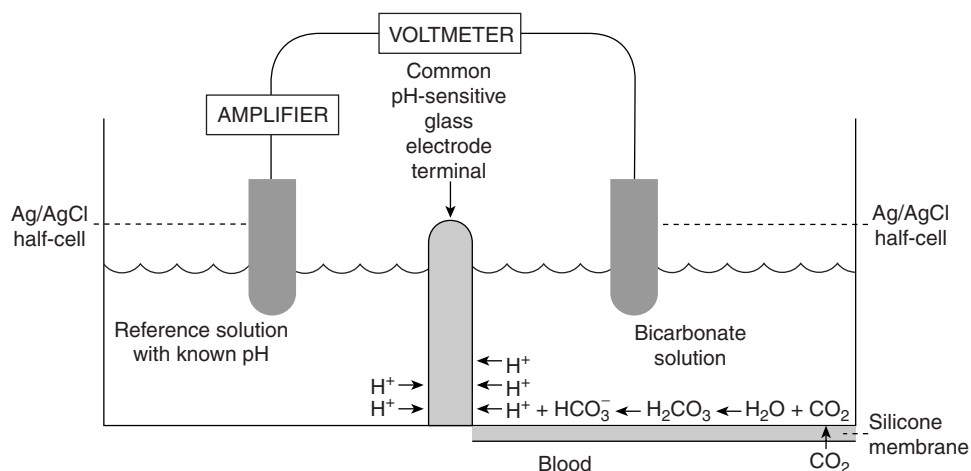 VOLTMETER
Common
pH-sensitive
glass
electrode
terminal
AMPLIFIER
Ag/AgCl
half-cell
Ag/AgCl
half-cell
Reference solution
with known pH
Bicarbonate
solution
H⁺
H⁺
H⁺
H⁺
H⁺ + HCO₃⁻ H₂CO₃ H₂O + CO₂
H⁺
Silicone
membrane
CO₂
Blood